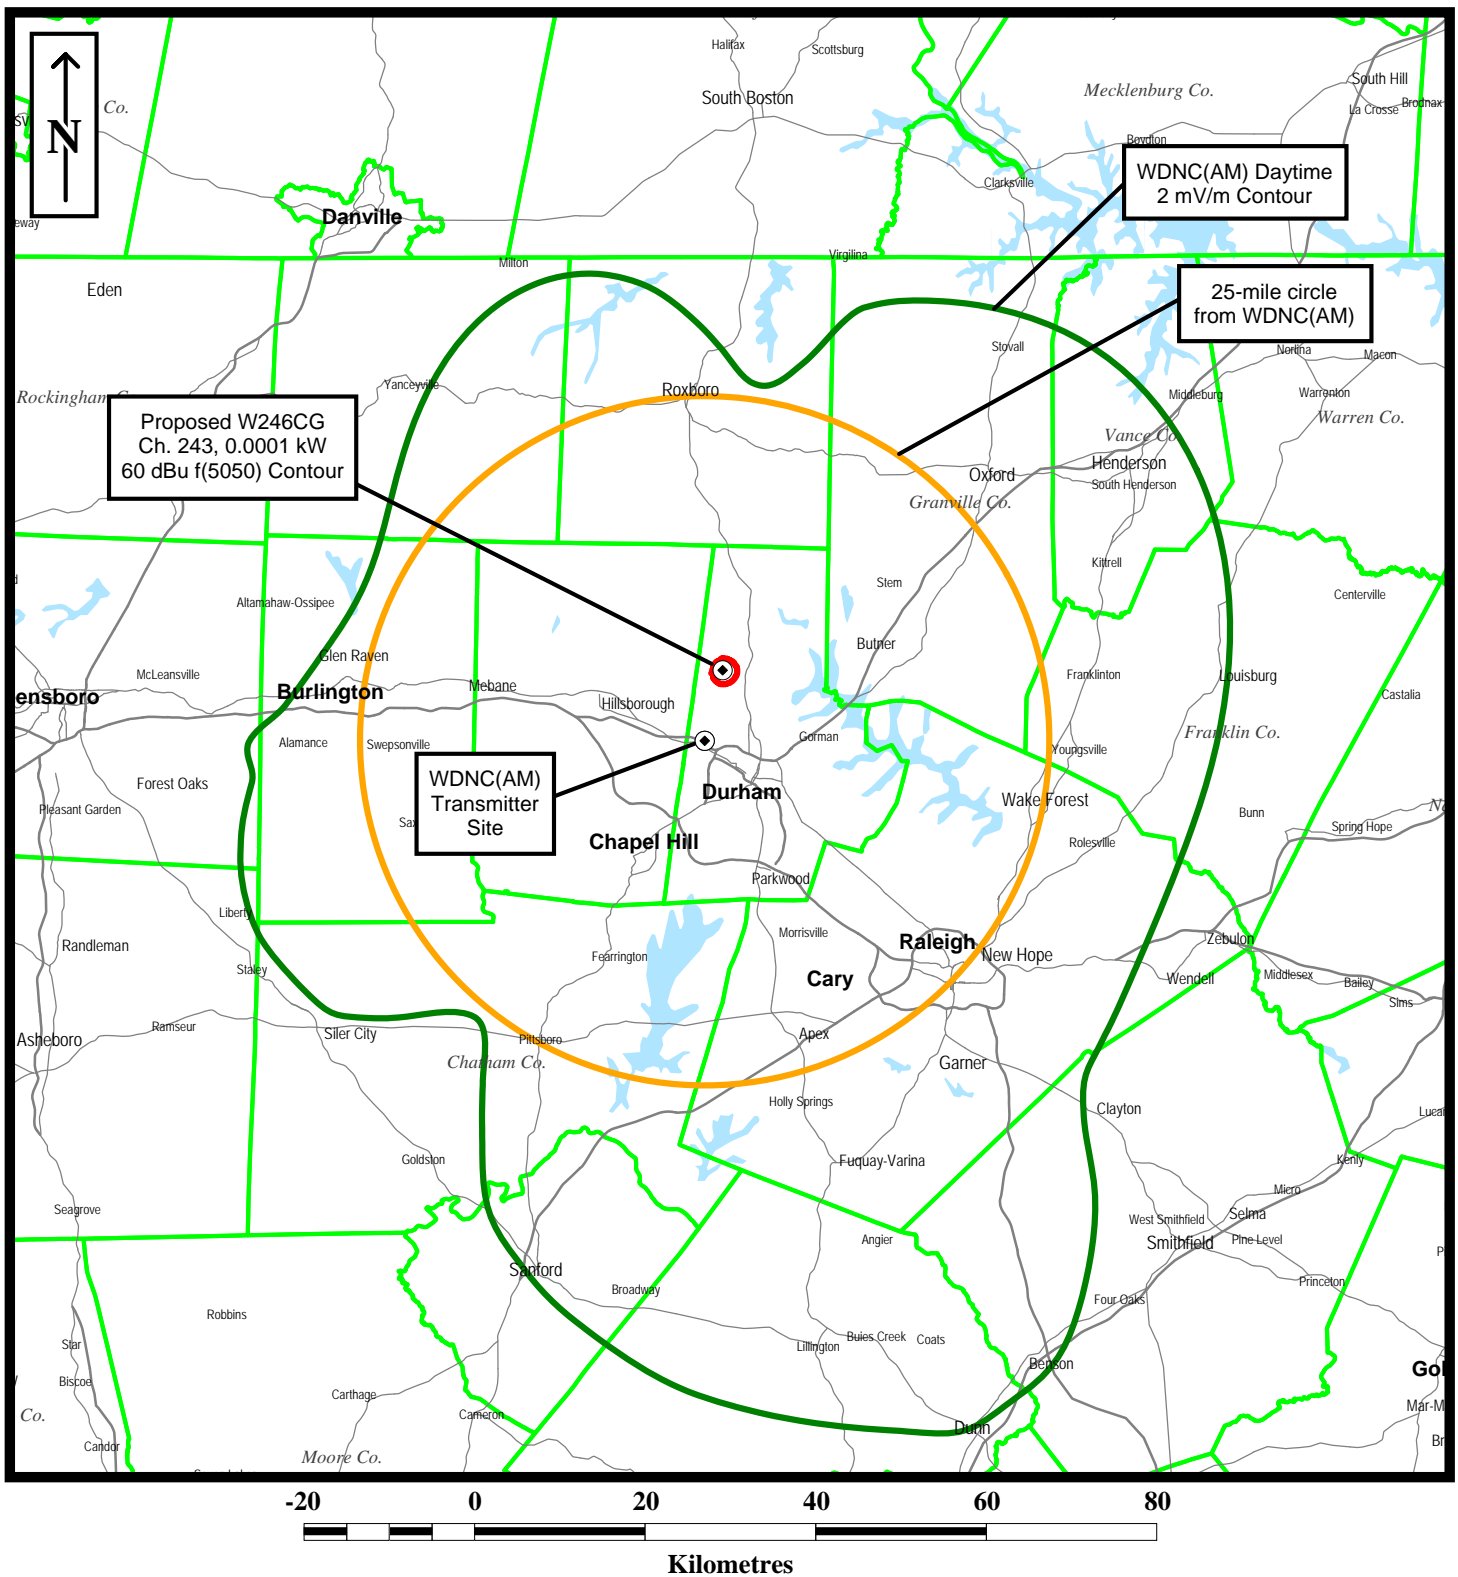 Halifax
Scottsburg
South Hill
Mecklenburg Co.
South Boston
Co.
La Crosse
Brodnax
N
Boydton
WDNC(AM) Daytime
2 mV/m Contour
Clarksville
Danville
eway
Virgilina
Milton
Eden
25-mile circle
from WDNC(AM)
Stovall
Norlina
Macon
Yanceyville
Roxboro
Middleburg
Warrenton
Rockingham
Warren Co.
Proposed W246CG
Ch. 243, 0.0001 kW
60 dBu f(5050) Contour
Vance Co.
Henderson
Oxford
South Henderson
Granville Co.
Kittrell
Stem
Centerville
Altamahaw-Ossipee
Butner
Glen Raven
McLeansville
Franklinton
Louisburg
Mebane
Burlington
ensboro
Castalia
Hillsborough
Franklin Co.
Gorman
Alamance
Swepsonville
Youngsville
WDNC(AM)
Transmitter
Site
Forest Oaks
Durham
Wake Forest
Pleasant Garden
Bunn
Sax
Spring Hope
Chapel Hill
Rolesville
Parkwood
Liberty
Morrisville
Raleigh
Zebulon
Randleman
Fearrington
New Hope
Staley
Cary
Wendell
Middlesex
Bailey
Sims
Ramseur
Siler City
Pittsboro
Apex
Asheboro
Chatham Co.
Garner
Holly Springs
Clayton
Lucai
Goldston
Fuquay-Varina
Kenly
Micro
Seagrove
West Smithfield
Selma
Angier
Smithfield
Pine Level
Sanford
Princeton
Broadway
Four Oaks
Robbins
Star
Lillington
Buies Creek
Coats
Benson
Gol
Biscoe
Carthage
Mar-M
Co.
Cameron
Dunn
Candor
Br
Moore Co.
-20 0 20 40 60 80
Kilometres